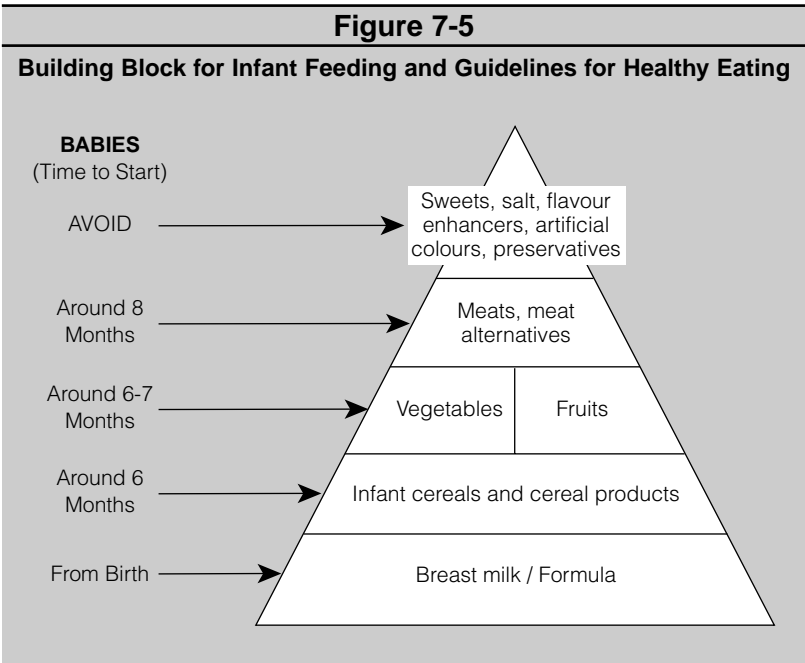 Figure 7-5
Building Block for Infant Feeding and Guidelines for Healthy Eating
BABIES
(Time to Start)
AVOID
Sweets, salt, flavour
enhancers, artificial
colours, preservatives
Around 8
Months
Meats, meat
alternatives
Around 6-7
Months
Vegetables
Fruits
Around 6
Months
Infant cereals and cereal products
From Birth
Breast milk / Formula